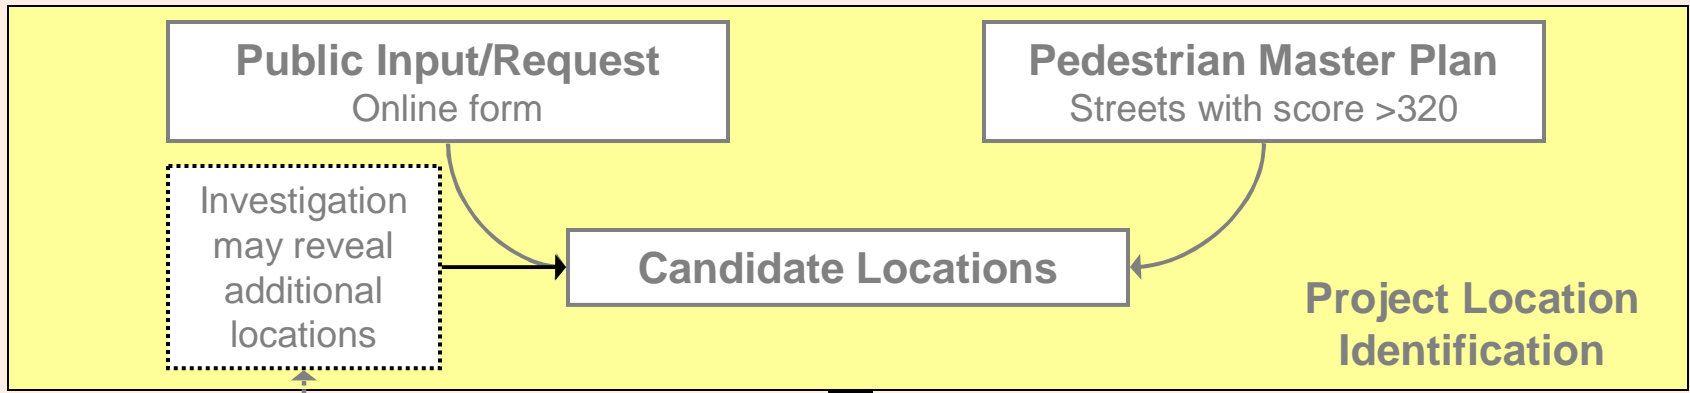 Public Input/Request
Online form
Pedestrian Master Plan
Streets with score >320
Investigation
may reveal
additional
locations
Candidate Locations
Project Location
Identification